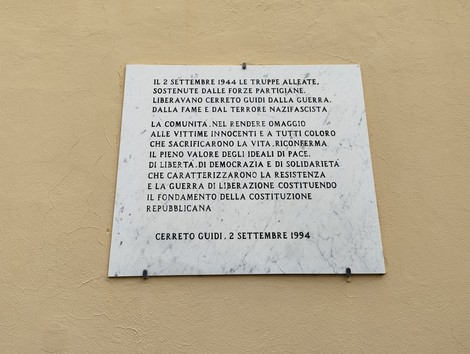 IL 2 SETTEMBRE 1944 LE TRUPPE ALLEATE,
SOSTENUTE DALLE FORZE PARTIGIANE,
LIBERAVANO CERRETO GUIDI DALLA GUERRA,
DALLA FAME E DAL TERRORE NAZIFASCISTA
LA COMUNITÀ, NEL RENDERE OMAGGIO
ALLE VITTIME INNOCENTI E A TUTTI COLORO
CHE SACRIFICARONO LA VITA, RICONFERMA
IL PIENO VALORE DEGLI IDEALI DI PACE,
DI LIBERTÀ, DI DEMOCRAZIA E DI SOLIDARIETÀ
CHE CARATTERIZZARONO LA RESISTENZA
E LA GUERRA DI LIBERAZIONE COSTITUENDO
IL FONDAMENTO DELLA COSTITUZIONE
REPUBBLICANA
CERRETO GUIDI, 2 SETTEMBRE 1994